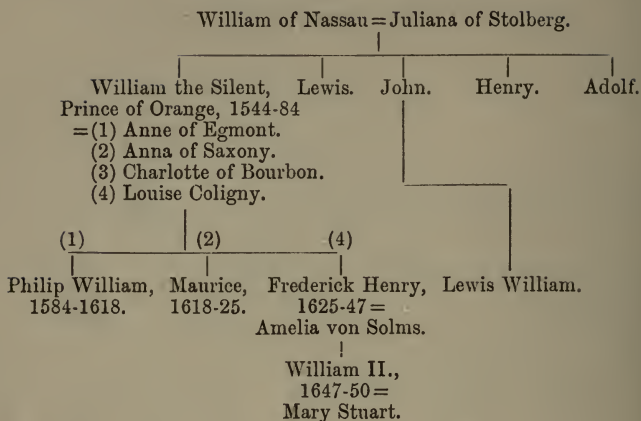 William of Nassau=Juliana of Stolberg.
William the Silent, Lewis. John. Henry. Adolf.
Prince of Orange, 1544-84
=(1) Anne of Egmont.
(2) Anna of Saxony.
(3) Charlotte of Bourbon.
(4) Louise Coligny.
(1) (2) (4)
Philip William, Maurice, Frederick Henry, Lewis William.
1584-1618. 1618-25. 1625-47=
Amelia von Solms.
William II.,
1647-50=
Mary Stuart.